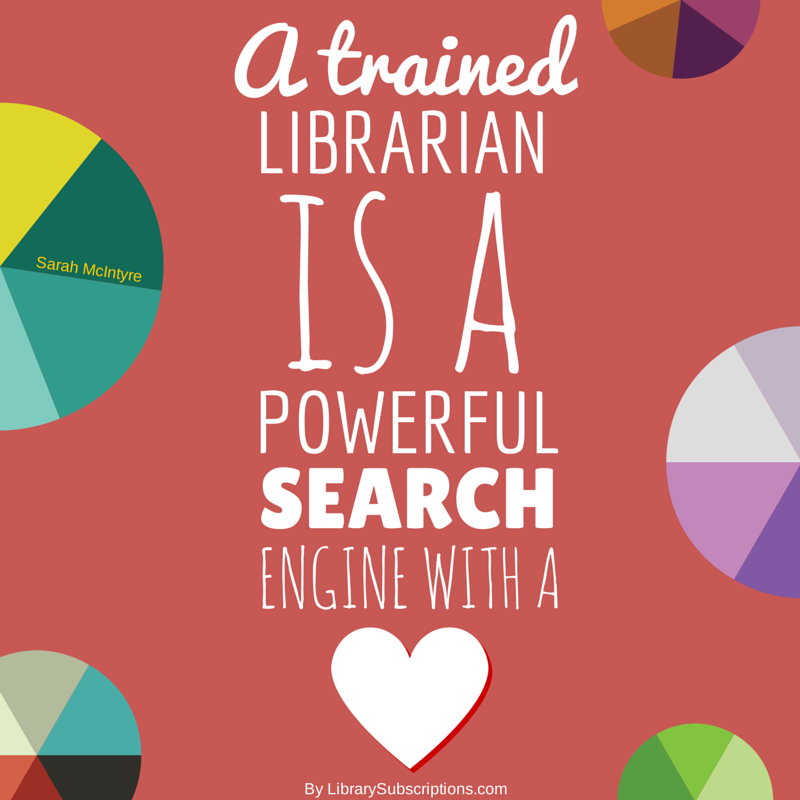 A trained
LIBRARIAN
IS A
POWERFUL
SEARCH
ENGINE WITH A
Sarah McIntyre
By LibrarySubscriptions.com